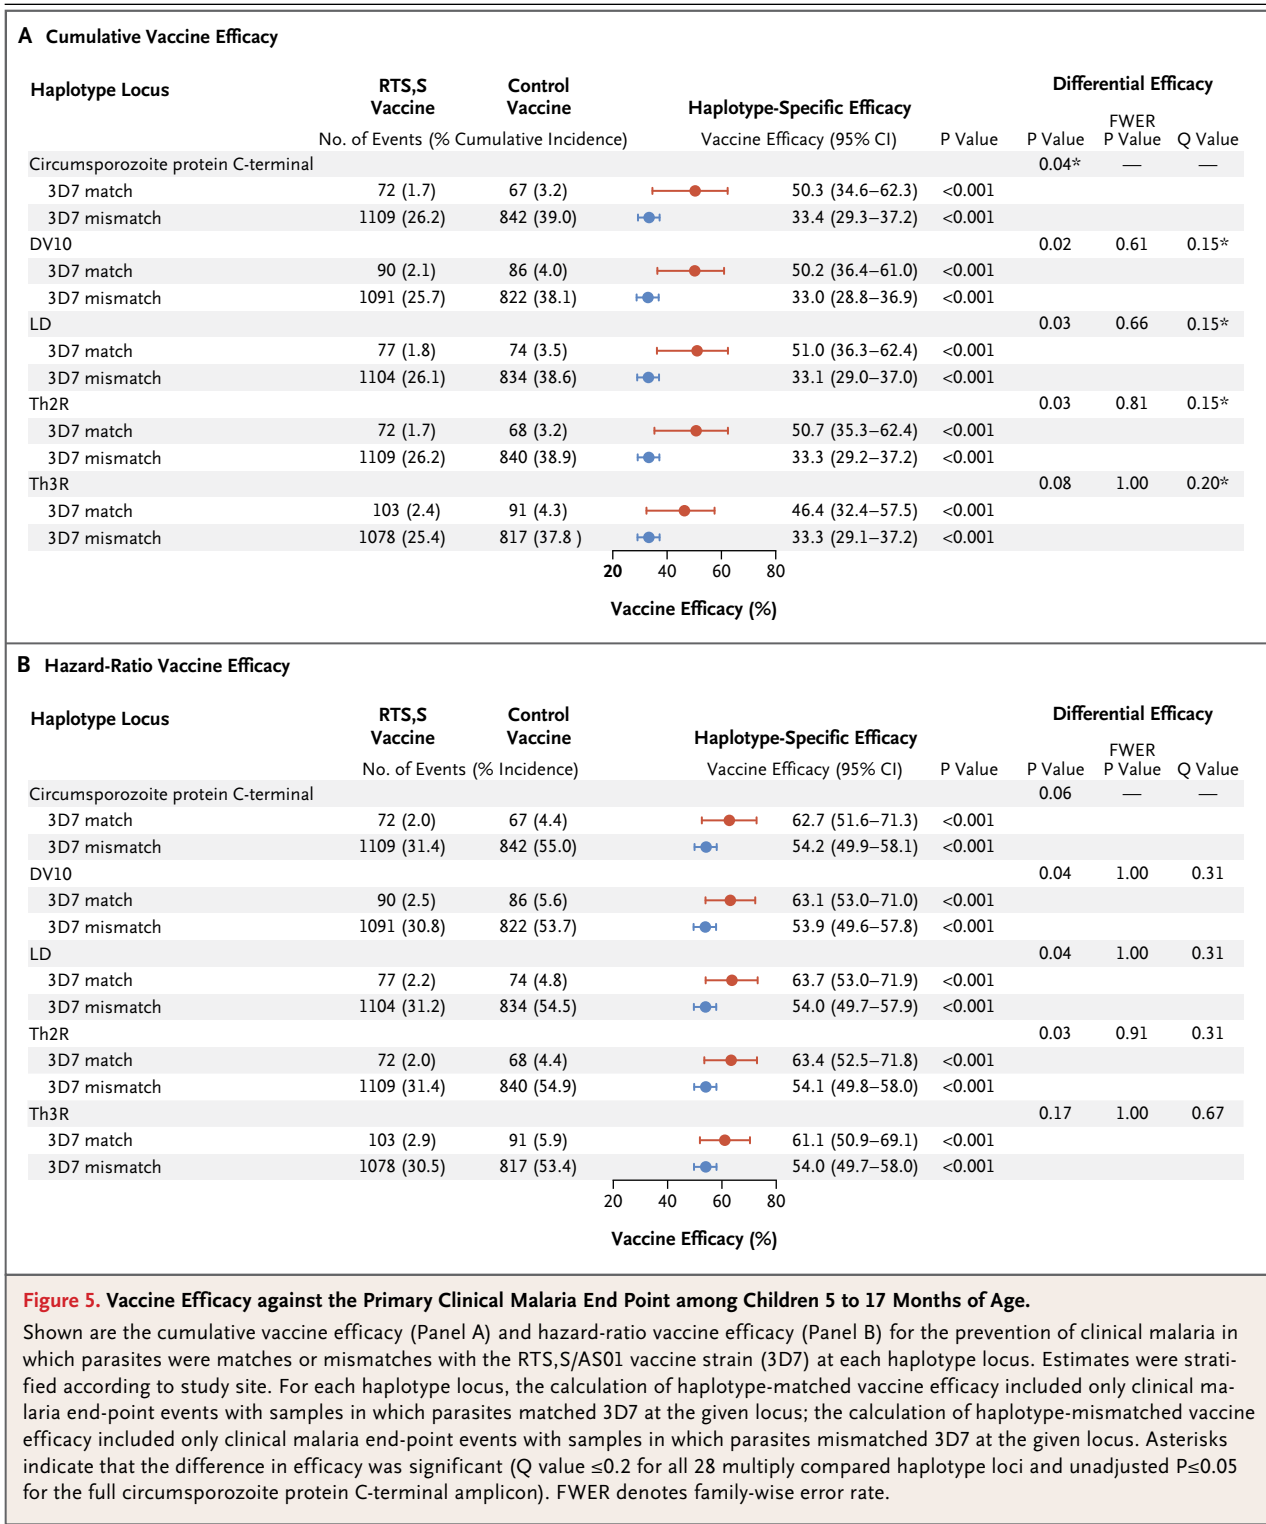 A Cumulative Vaccine Efficacy
Haplotype Locus RTS,S Vaccine Control Vaccine Haplotype-Specific Efficacy Differential Efficacy
No. of Events (% Cumulative Incidence) Vaccine Efficacy (95% CI) P Value P Value FWER P Value Q Value
Circumsporozoite protein C-terminal 0.04* — —
3D7 match 72 (1.7) 67 (3.2) 50.3 (34.6–62.3) <0.001
3D7 mismatch 1109 (26.2) 842 (39.0) 33.4 (29.3–37.2) <0.001
DV10 0.02 0.61 0.15*
3D7 match 90 (2.1) 86 (4.0) 50.2 (36.4–61.0) <0.001
3D7 mismatch 1091 (25.7) 822 (38.1) 33.0 (28.8–36.9) <0.001
LD 0.03 0.66 0.15*
3D7 match 77 (1.8) 74 (3.5) 51.0 (36.3–62.4) <0.001
3D7 mismatch 1104 (26.1) 834 (38.6) 33.1 (29.0–37.0) <0.001
Th2R 0.03 0.81 0.15*
3D7 match 72 (1.7) 68 (3.2) 50.7 (35.3–62.4) <0.001
3D7 mismatch 1109 (26.2) 840 (38.9) 33.3 (29.2–37.2) <0.001
Th3R 0.08 1.00 0.20*
3D7 match 103 (2.4) 91 (4.3) 46.4 (32.4–57.5) <0.001
3D7 mismatch 1078 (25.4) 817 (37.8 ) 33.3 (29.1–37.2) <0.001
20 40 60 80
Vaccine Efficacy (%)
B Hazard-Ratio Vaccine Efficacy
Haplotype Locus RTS,S Vaccine Control Vaccine Haplotype-Specific Efficacy Differential Efficacy
No. of Events (% Incidence) Vaccine Efficacy (95% CI) P Value P Value FWER P Value Q Value
Circumsporozoite protein C-terminal 0.06 — —
3D7 match 72 (2.0) 67 (4.4) 62.7 (51.6–71.3) <0.001
3D7 mismatch 1109 (31.4) 842 (55.0) 54.2 (49.9–58.1) <0.001
DV10 0.04 1.00 0.31
3D7 match 90 (2.5) 86 (5.6) 63.1 (53.0–71.0) <0.001
3D7 mismatch 1091 (30.8) 822 (53.7) 53.9 (49.6–57.8) <0.001
LD 0.04 1.00 0.31
3D7 match 77 (2.2) 74 (4.8) 63.7 (53.0–71.9) <0.001
3D7 mismatch 1104 (31.2) 834 (54.5) 54.0 (49.7–57.9) <0.001
Th2R 0.03 0.91 0.31
3D7 match 72 (2.0) 68 (4.4) 63.4 (52.5–71.8) <0.001
3D7 mismatch 1109 (31.4) 840 (54.9) 54.1 (49.8–58.0) <0.001
Th3R 0.17 1.00 0.67
3D7 match 103 (2.9) 91 (5.9) 61.1 (50.9–69.1) <0.001
3D7 mismatch 1078 (30.5) 817 (53.4) 54.0 (49.7–58.0) <0.001
20 40 60 80
Vaccine Efficacy (%)
Figure 5. Vaccine Efficacy against the Primary Clinical Malaria End Point among Children 5 to 17 Months of Age.
Shown are the cumulative vaccine efficacy (Panel A) and hazard-ratio vaccine efficacy (Panel B) for the prevention of clinical malaria in
which parasites were matches or mismatches with the RTS,S/AS01 vaccine strain (3D7) at each haplotype locus. Estimates were strati-
fied according to study site. For each haplotype locus, the calculation of haplotype-matched vaccine efficacy included only clinical ma-
laria end-point events with samples in which parasites matched 3D7 at the given locus; the calculation of haplotype-mismatched vaccine
efficacy included only clinical malaria end-point events with samples in which parasites mismatched 3D7 at the given locus. Asterisks
indicate that the difference in efficacy was significant (Q value ≤0.2 for all 28 multiply compared haplotype loci and unadjusted P≤0.05
for the full circumsporozoite protein C-terminal amplicon). FWER denotes family-wise error rate.